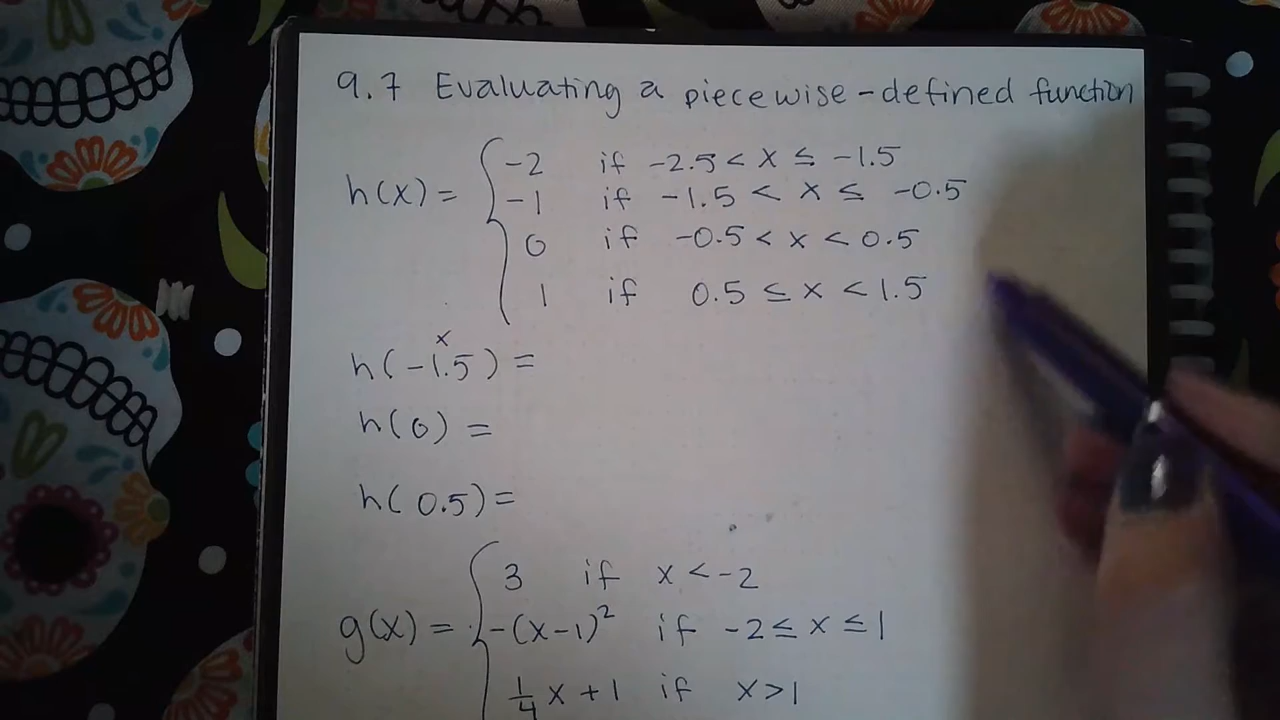 9.7 Evaluating a piecewise-defined function
-2 if -2.5 < x ≤ -1.5
h(x) = { -1 if -1.5 < x ≤ -0.5
0 if -0.5 < x < 0.5
1 if 0.5 ≤ x < 1.5
x
h(-1.5) =
h(0) =
h(0.5) =
3 if x < -2
g(x) = { -(x-1)² if -2 ≤ x ≤ 1
1/4 x + 1 if x > 1